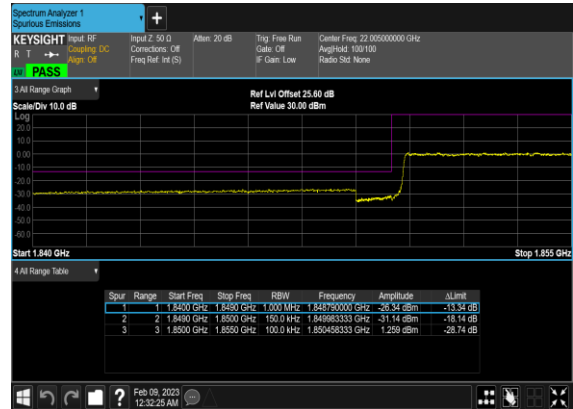 Spectrum Analyzer 1
Spurious Emissions
KEYSIGHT Input: RF Input Z: 50 Ω Atten: 20 dB Trig: Free Run Center Freq: 22.005000000 GHz
R T Coupling: DC Corrections: Off Gate: Off Avg|Hold: 100/100
Align: Off Freq Ref: Int (S) IF Gain: Low Radio Std: None
PASS
3 All Range Graph
Ref Lvl Offset 25.60 dB
Scale/Div 10.0 dB Ref Value 30.00 dBm
Log
20.0
10.0
0.00
-10.0
-20.0
-30.0
-40.0
-50.0
-60.0
Start 1.840 GHz Stop 1.855 GHz
4 All Range Table
Spur Range Start Freq Stop Freq RBW Frequency Amplitude ΔLimit
1 1 1.8400 GHz 1.8490 GHz 1.000 MHz 1.848790000 GHz -26.34 dBm -13.34 dB
2 2 1.8490 GHz 1.8500 GHz 150.0 kHz 1.849983333 GHz -31.14 dBm -18.14 dB
3 3 1.8500 GHz 1.8550 GHz 100.0 kHz 1.850458333 GHz 1.259 dBm -28.74 dB
? Feb 09, 2023
12:32:25 AM